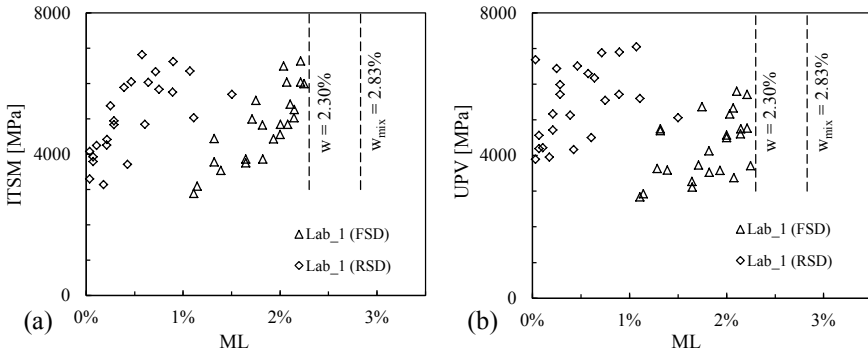 8000
4000
0
ITSM [MPa]
w = 2.30%
w_mix = 2.83%
Lab_1 (FSD)
Lab_1 (RSD)
0%
1%
2%
3%
ML
(a)
8000
4000
0
UPV [MPa]
w = 2.30%
w_mix = 2.83%
Lab_1 (FSD)
Lab_1 (RSD)
0%
1%
2%
3%
ML
(b)